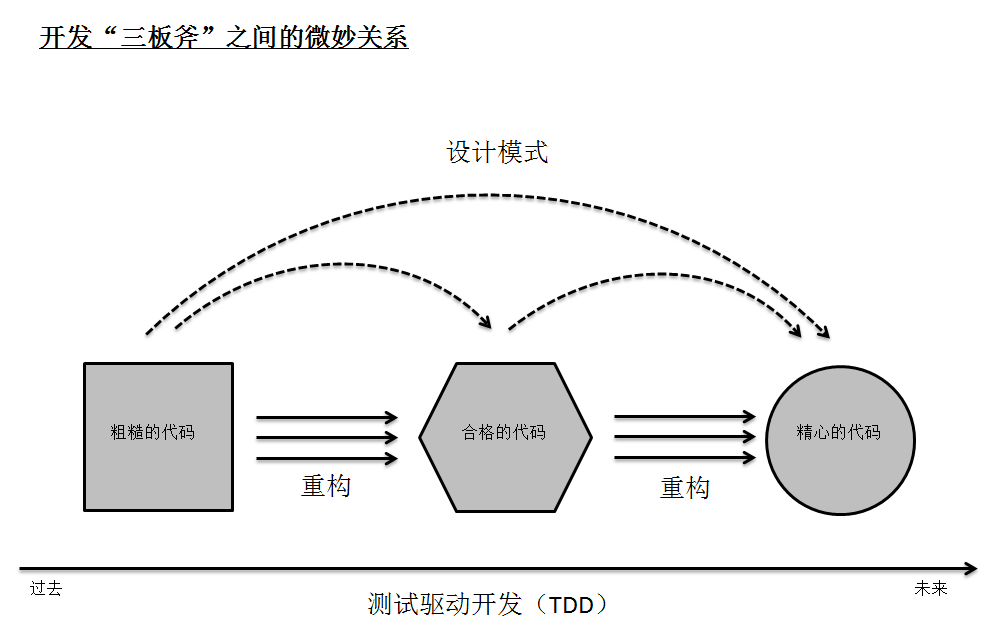 开发“三板斧”之间的微妙关系
设计模式
粗糙的代码
合格的代码
精心的代码
重构
重构
过去
未来
测试驱动开发（TDD）